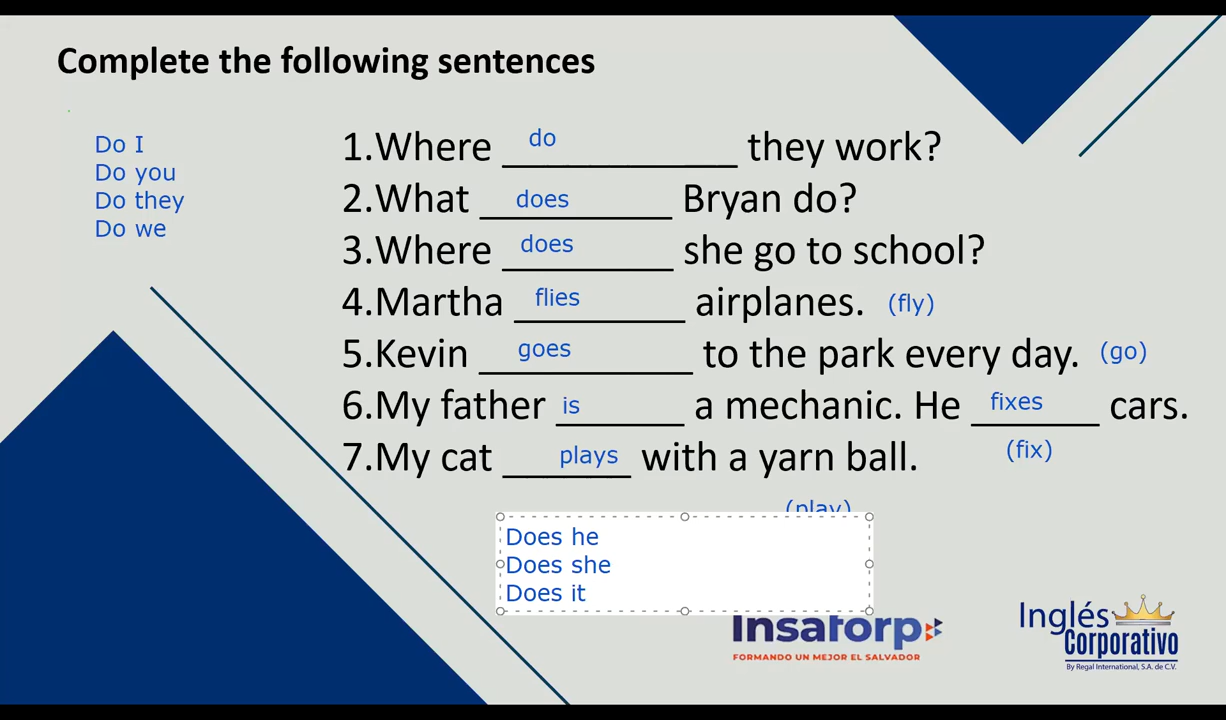 Complete the following sentences
Do I
Do you
Do they
Do we
1.Where do they work?
2.What does Bryan do?
3.Where does she go to school?
4.Martha flies airplanes. (fly)
5.Kevin goes to the park every day. (go)
6.My father is a mechanic. He fixes cars.
(fix)
7.My cat plays with a yarn ball.
(play)
Does he
Does she
Does it
Insaforp
FORMANDO UN MEJOR EL SALVADOR
Inglés
Corporativo
By Regal International, S.A. de C.V.